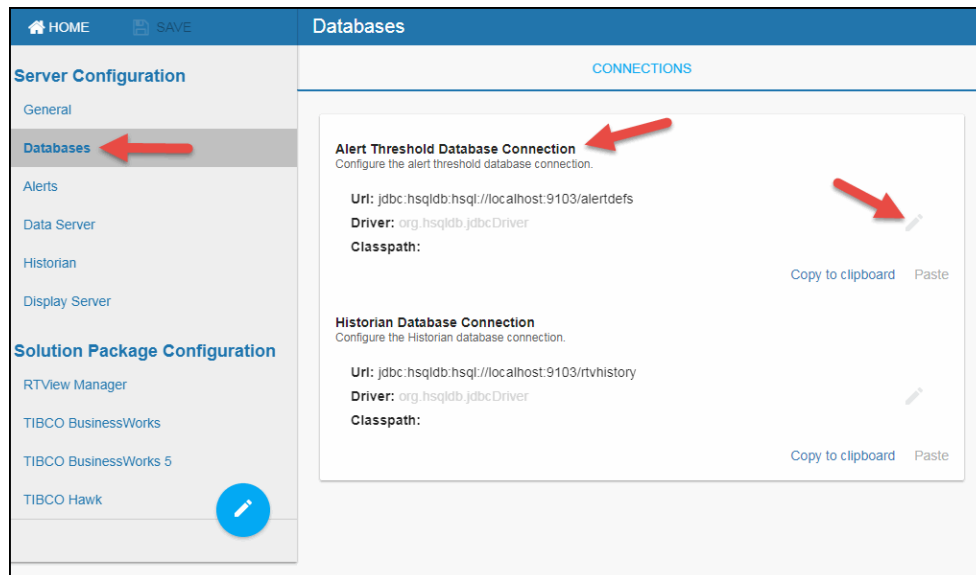 HOME
SAVE
Databases
Server Configuration
General
Databases
Alerts
Data Server
Historian
Display Server
Solution Package Configuration
RTView Manager
TIBCO BusinessWorks
TIBCO BusinessWorks 5
TIBCO Hawk
CONNECTIONS
Alert Threshold Database Connection
Configure the alert threshold database connection.
Url: jdbc:hsqldb:hsql://localhost:9103/alertdefs
Driver: org.hsqldb.jdbcDriver
Classpath:
Copy to clipboard Paste
Historian Database Connection
Configure the Historian database connection.
Url: jdbc:hsqldb:hsql://localhost:9103/rtvhistory
Driver: org.hsqldb.jdbcDriver
Classpath:
Copy to clipboard Paste